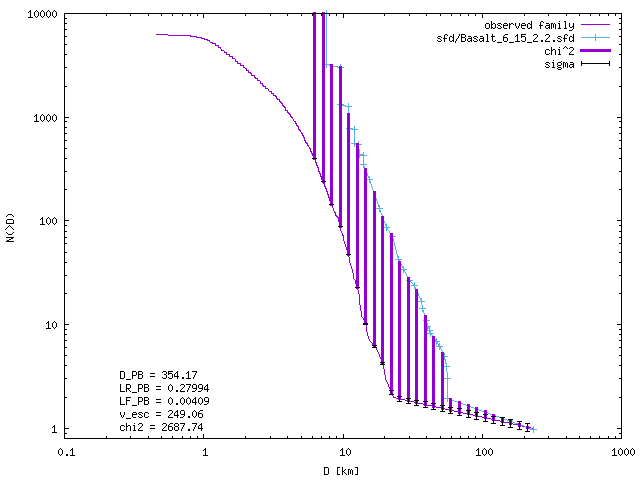 10000
1000
100
10
1
N(>D)
observed family
sfd/Basalt_6_15_2.2.sfd
chi^2
sigma
D_PB = 354.17
LR_PB = 0.27994
LF_PB = 0.00409
v_esc = 249.06
chi2 = 2687.74
0.1 1 10 100 1000
D [km]